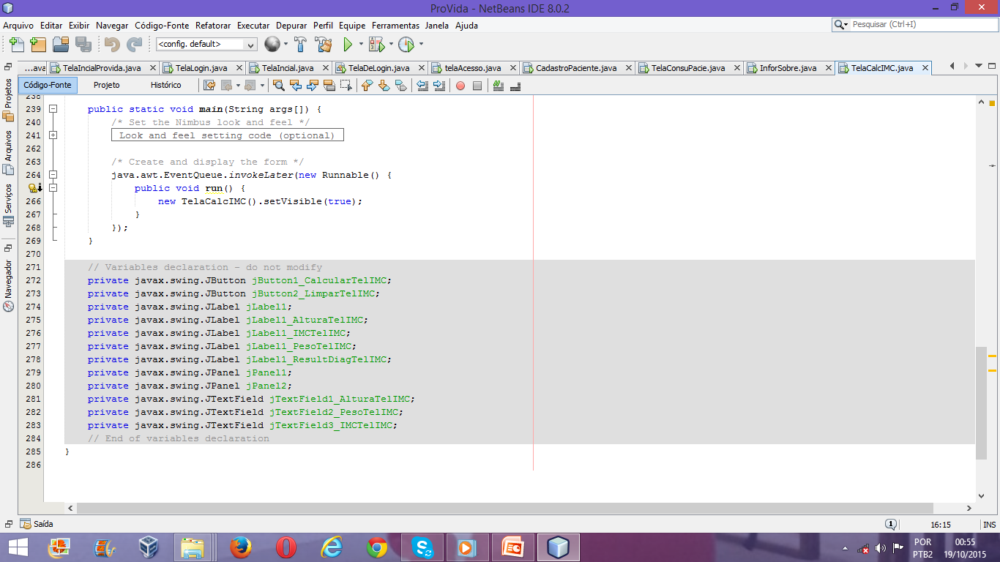 ProVida - NetBeans IDE 8.0.2
Arquivo Editar Exibir Navegar Código-Fonte Refatorar Executar Depurar Perfil Equipe Ferramentas Janela Ajuda
Pesquisar (Ctrl+I)
<config. default>
...ava TelaIncialProvida.java TelaLogin.java TelaIncial.java TelaDeLogin.java telaAcesso.java CadastroPaciente.java TelaConsuPacie.java InforSobre.java TelaCalcIMC.java
Código-Fonte Projeto Histórico
Projetos
Arquivos
Serviços
Navegador
238
239 public static void main(String args[]) {
240 /* Set the Nimbus look and feel */
241 Look and feel setting code (optional)
262
263 /* Create and display the form */
264 java.awt.EventQueue.invokeLater(new Runnable() {
public void run() {
266 new TelaCalcIMC().setVisible(true);
267 }
268 });
269 }
270
271 // Variables declaration - do not modify
272 private javax.swing.JButton jButton1_CalcularTelIMC;
273 private javax.swing.JButton jButton2_LimparTelIMC;
274 private javax.swing.JLabel jLabel1;
275 private javax.swing.JLabel jLabel1_AlturaTelIMC;
276 private javax.swing.JLabel jLabel1_IMCTelIMC;
277 private javax.swing.JLabel jLabel1_PesoTelIMC;
278 private javax.swing.JLabel jLabel1_ResultDiagTelIMC;
279 private javax.swing.JPanel jPanel1;
280 private javax.swing.JPanel jPanel2;
281 private javax.swing.JTextField jTextField1_AlturaTelIMC;
282 private javax.swing.JTextField jTextField2_PesoTelIMC;
283 private javax.swing.JTextField jTextField3_IMCTelIMC;
284 // End of variables declaration
285 }
286
Saída
1 16:15 INS
POR 00:55
PTB2 19/10/2015